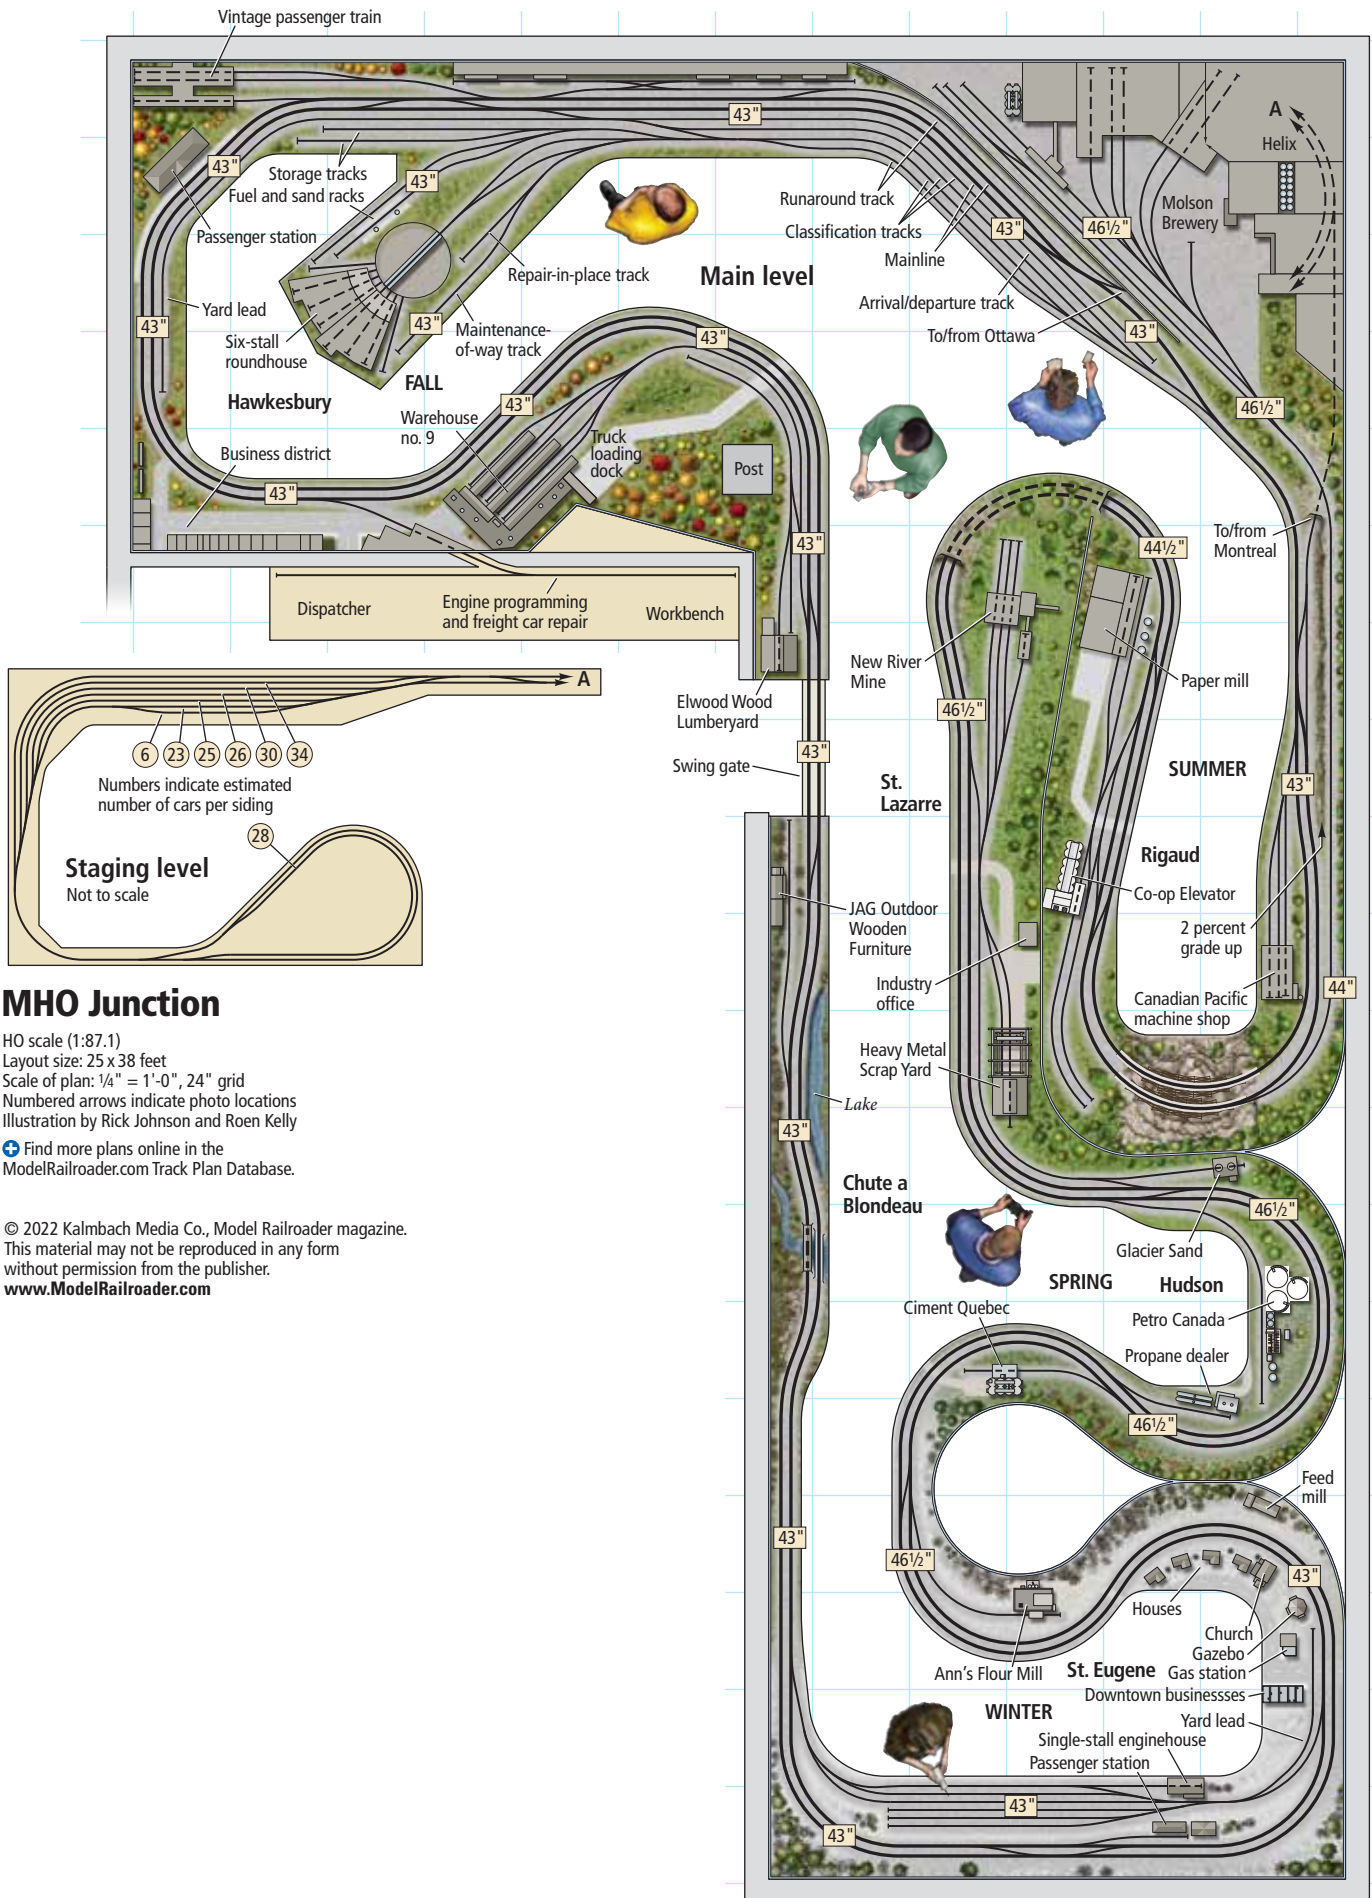 Vintage passenger train
43"
A
Helix
43"
Storage tracks
43"
Fuel and sand racks
Runaround track
Molson
Brewery
Classification tracks
43"
46½"
Passenger station
Mainline
Repair-in-place track
Main level
Yard lead
Arrival/departure track
43"
43"
Maintenance-
of-way track
To/from Ottawa
43"
43"
Six-stall
roundhouse
FALL
Hawkesbury
43"
46½"
Warehouse
no. 9
Truck
loading
dock
Business district
Post
43"
43"
To/from
Montreal
44½"
Dispatcher
Engine programming
and freight car repair
Workbench
New River
Mine
Paper mill
A
Elwood Wood
Lumberyard
46½"
6
23
25
26
30
34
43"
Swing gate
SUMMER
Numbers indicate estimated
number of cars per siding
St.
Lazarre
43"
28
Rigaud
Staging level
Not to scale
Co-op Elevator
JAG Outdoor
Wooden
Furniture
2 percent
grade up
Industry
office
44"
Canadian Pacific
machine shop
MHO Junction
HO scale (1:87.1)
Layout size: 25 x 38 feet
Scale of plan: ¼" = 1'-0", 24" grid
Numbered arrows indicate photo locations
Illustration by Rick Johnson and Roen Kelly
Find more plans online in the
ModelRailroader.com Track Plan Database.
Heavy Metal
Scrap Yard
Lake
43"
Chute a
Blondeau
46½"
© 2022 Kalmbach Media Co., Model Railroader magazine.
This material may not be reproduced in any form
without permission from the publisher.
www.ModelRailroader.com
Glacier Sand
SPRING
Hudson
Ciment Quebec
Petro Canada
Propane dealer
46½"
Feed
mill
43"
46½"
43"
Houses
Church
Gazebo
Ann's Flour Mill
St. Eugene
Gas station
Downtown businessses
WINTER
Yard lead
Single-stall enginehouse
Passenger station
43"
43"